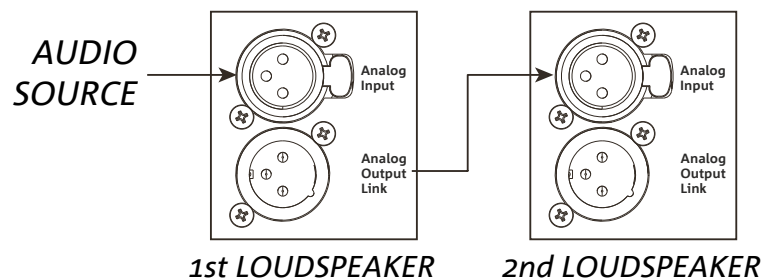 AUDIO
SOURCE
Analog
Input
Analog
Output
Link
1st LOUDSPEAKER
Analog
Input
Analog
Output
Link
2nd LOUDSPEAKER